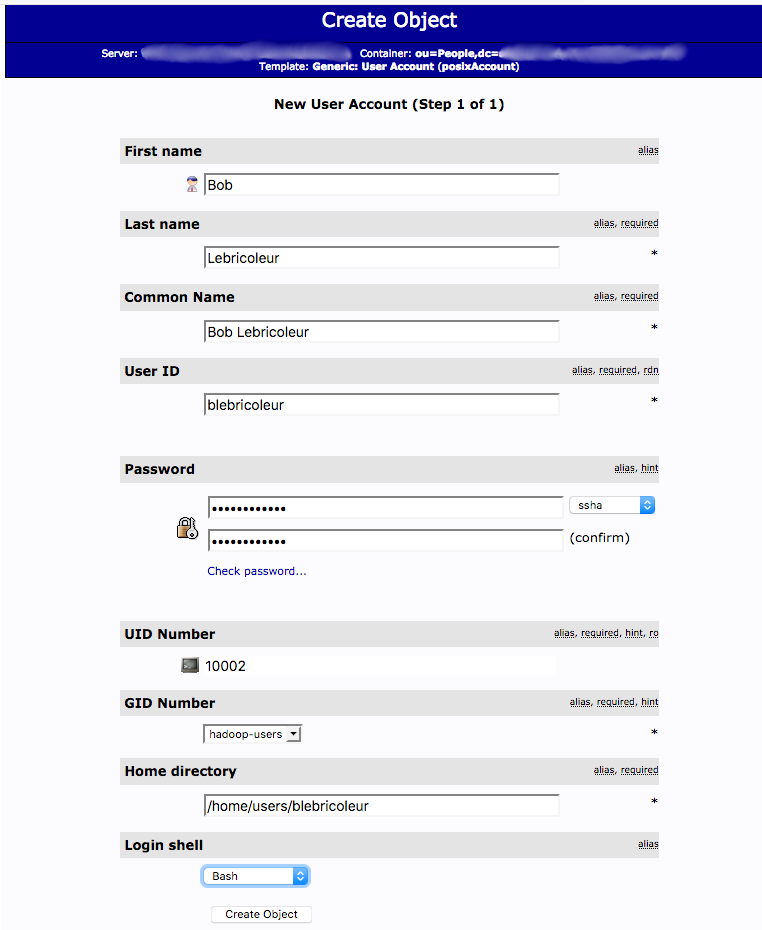 Create Object
Server: Container: ou=People,dc=
Template: Generic: User Account (posixAccount)
New User Account (Step 1 of 1)
First name alias
Bob
Last name alias, required
Lebricoleur *
Common Name alias, required
Bob Lebricoleur *
User ID alias, required, rdn
blebricoleur *
Password alias, hint
•••••••••••• ssha
•••••••••••• (confirm)
Check password...
UID Number alias, required, hint, ro
10002
GID Number alias, required, hint
hadoop-users *
Home directory alias, required
/home/users/blebricoleur *
Login shell alias
Bash
Create Object